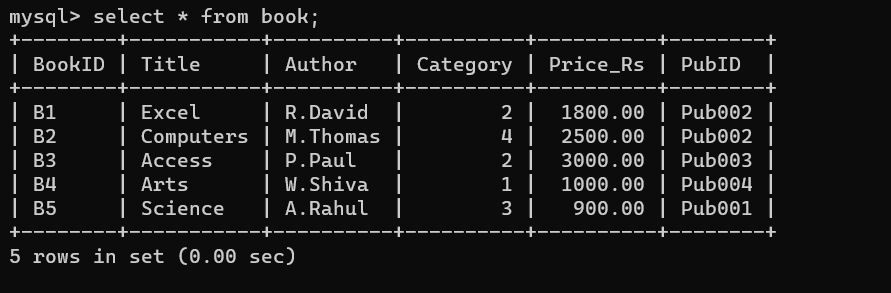 mysql> select * from book;
+--------+-----------+----------+----------+----------+--------+
| BookID | Title     | Author   | Category | Price_Rs | PubID  |
+--------+-----------+----------+----------+----------+--------+
| B1     | Excel     | R.David  |        2 |  1800.00 | Pub002 |
| B2     | Computers | M.Thomas |        4 |  2500.00 | Pub002 |
| B3     | Access    | P.Paul   |        2 |  3000.00 | Pub003 |
| B4     | Arts      | W.Shiva  |        1 |  1000.00 | Pub004 |
| B5     | Science   | A.Rahul  |        3 |   900.00 | Pub001 |
+--------+-----------+----------+----------+----------+--------+
5 rows in set (0.00 sec)